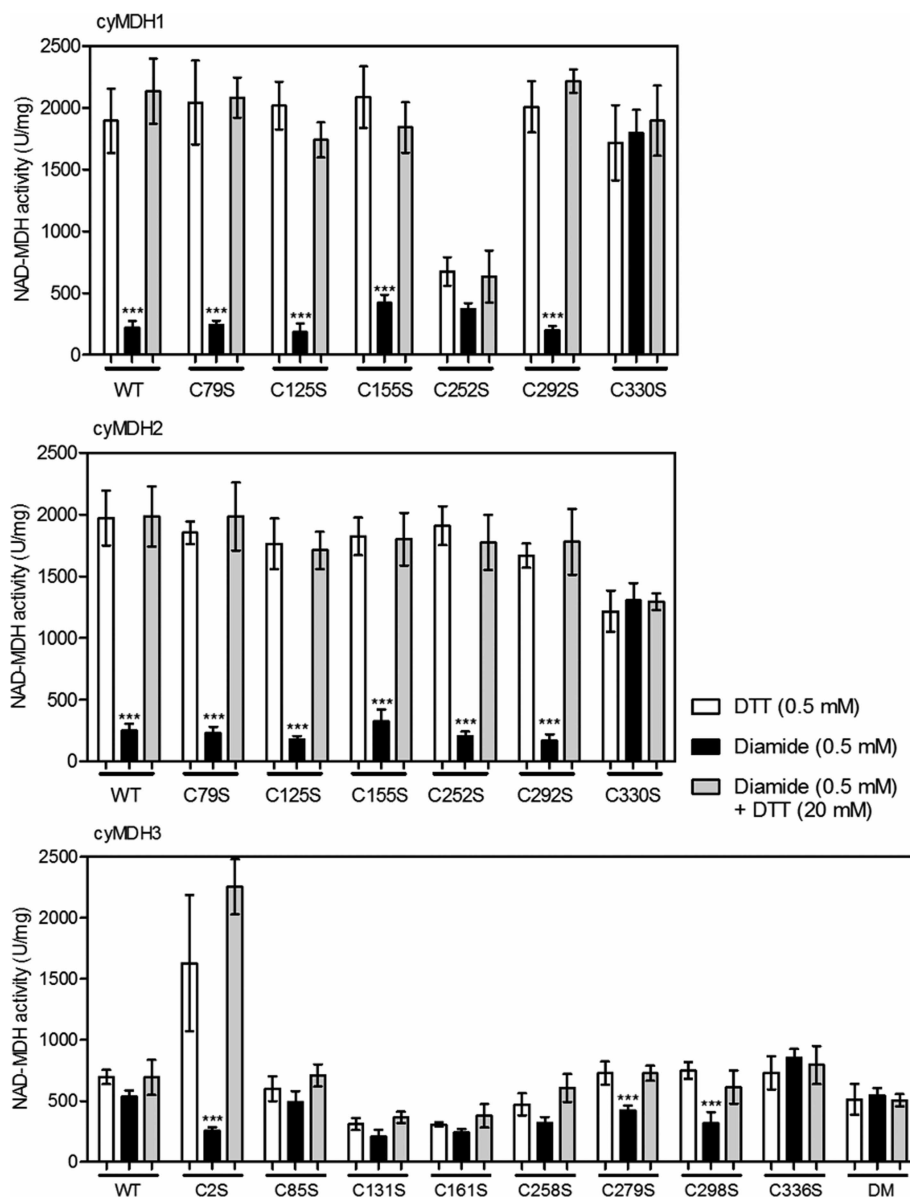 cyMDH1
NAD-MDH activity (U/mg)
2500
2000
1500
1000
500
0
*** *** *** *** ***
WT C79S C125S C155S C252S C292S C330S
cyMDH2
NAD-MDH activity (U/mg)
2500
2000
1500
1000
500
0
*** *** *** *** *** ***
WT C79S C125S C155S C252S C292S C330S
DTT (0.5 mM)
Diamide (0.5 mM)
Diamide (0.5 mM)
+ DTT (20 mM)
cyMDH3
NAD-MDH activity (U/mg)
2500
2000
1500
1000
500
0
*** *** ***
WT C2S C85S C131S C161S C258S C279S C298S C336S DM